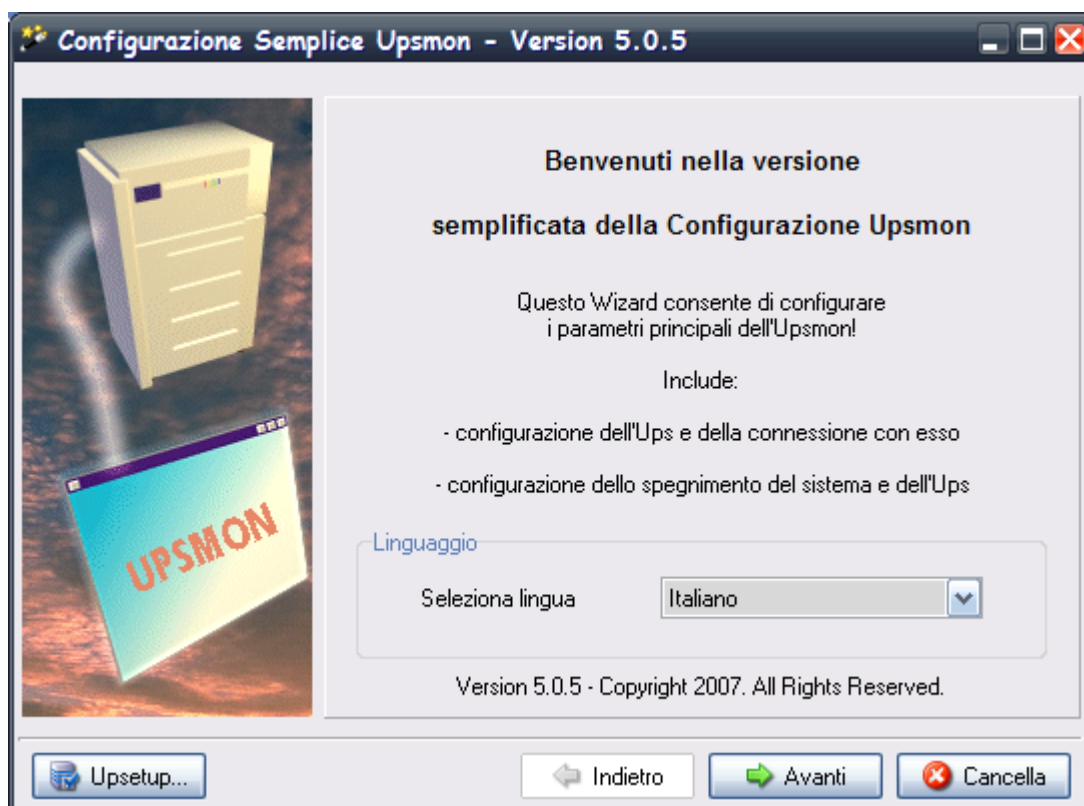 Configurazione Semplice Upsmon - Version 5.0.5
Benvenuti nella versione
semplificata della Configurazione Upsmon
Questo Wizard consente di configurare
i parametri principali dell'Upsmon!
Include:
- configurazione dell'Ups e della connessione con esso
- configurazione dello spegnimento del sistema e dell'Ups
UPSMON
Linguaggio
Seleziona lingua
Italiano
Version 5.0.5 - Copyright 2007. All Rights Reserved.
Upsetup...
Indietro
Avanti
Cancella